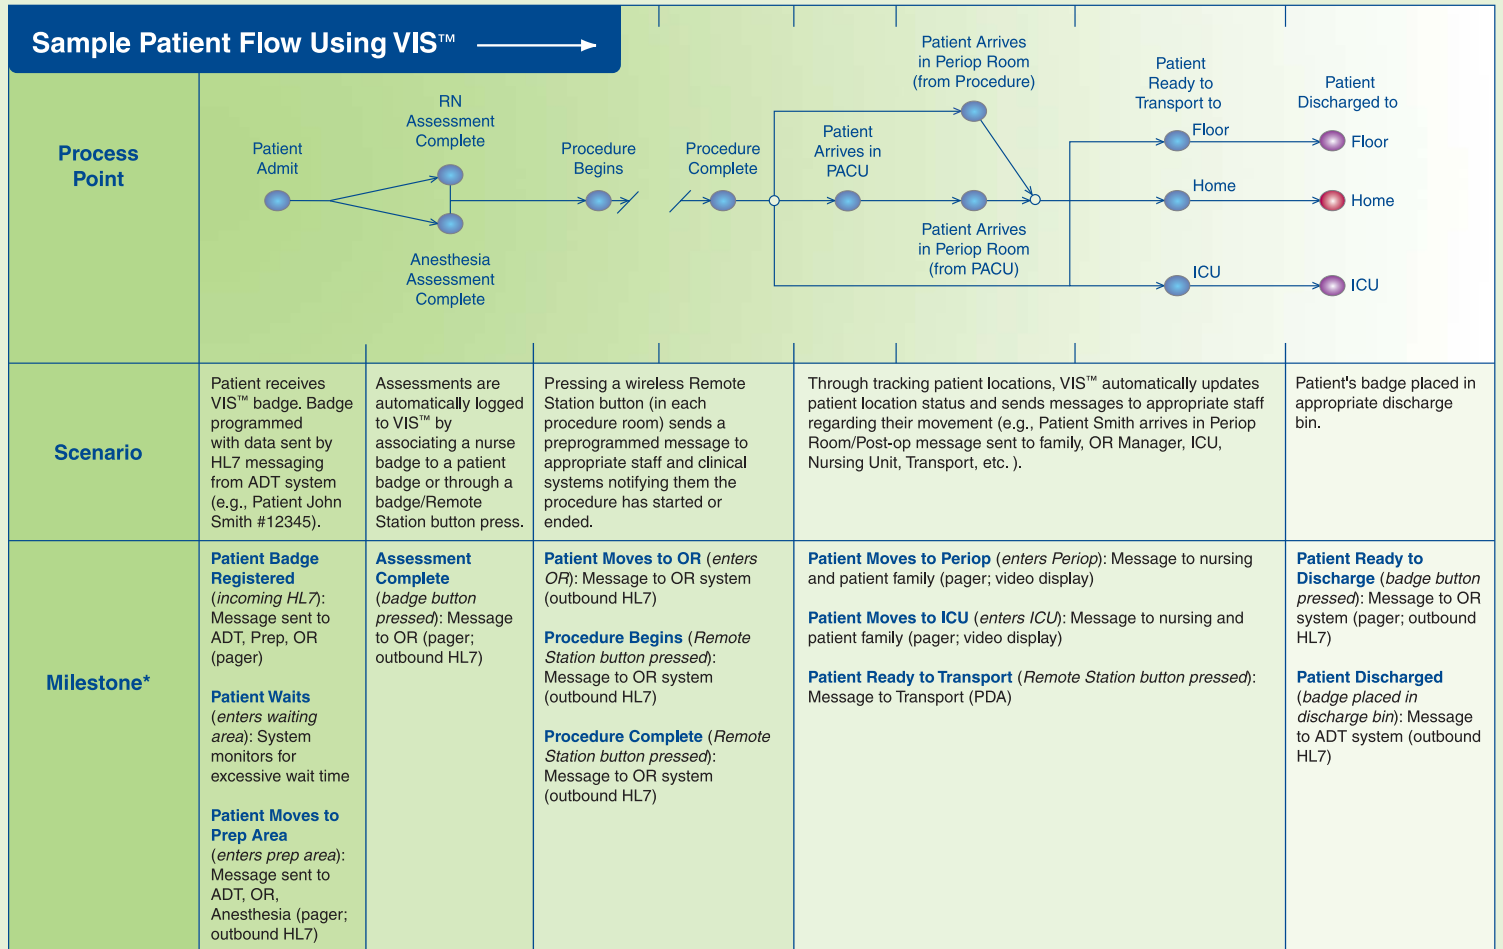 Sample Patient Flow Using VIS™
Process
Point
Patient
Admit
RN
Assessment
Complete
Anesthesia
Assessment
Complete
Procedure
Begins
Procedure
Complete
Patient
Arrives in
PACU
Patient Arrives
in Periop Room
(from Procedure)
Patient Arrives
in Periop Room
(from PACU)
Patient
Ready to
Transport to
Floor
Home
ICU
Patient
Discharged to
Floor
Home
ICU
Scenario
Patient receives
VIS™ badge. Badge
programmed
with data sent by
HL7 messaging
from ADT system
(e.g., Patient John
Smith #12345).
Assessments are
automatically logged
to VIS™ by
associating a nurse
badge to a patient
badge or through a
badge/Remote
Station button press.
Pressing a wireless Remote
Station button (in each
procedure room) sends a
preprogrammed message to
appropriate staff and clinical
systems notifying them the
procedure has started or
ended.
Through tracking patient locations, VIS™ automatically updates
patient location status and sends messages to appropriate staff
regarding their movement (e.g., Patient Smith arrives in Periop
Room/Post-op message sent to family, OR Manager, ICU,
Nursing Unit, Transport, etc. ).
Patient's badge placed in
appropriate discharge
bin.
Milestone*
Patient Badge
Registered
(incoming HL7):
Message sent to
ADT, Prep, OR
(pager)
Patient Waits
(enters waiting
area): System
monitors for
excessive wait time
Patient Moves to
Prep Area
(enters prep area):
Message sent to
ADT, OR,
Anesthesia (pager;
outbound HL7)
Assessment
Complete
(badge button
pressed): Message
to OR (pager;
outbound HL7)
Patient Moves to OR (enters
OR): Message to OR system
(outbound HL7)
Procedure Begins (Remote
Station button pressed):
Message to OR system
(outbound HL7)
Procedure Complete (Remote
Station button pressed):
Message to OR system
(outbound HL7)
Patient Moves to Periop (enters Periop): Message to nursing
and patient family (pager; video display)
Patient Moves to ICU (enters ICU): Message to nursing and
patient family (pager; video display)
Patient Ready to Transport (Remote Station button pressed):
Message to Transport (PDA)
Patient Ready to
Discharge (badge button
pressed): Message to OR
system (pager; outbound
HL7)
Patient Discharged
(badge placed in
discharge bin): Message
to ADT system (outbound
HL7)